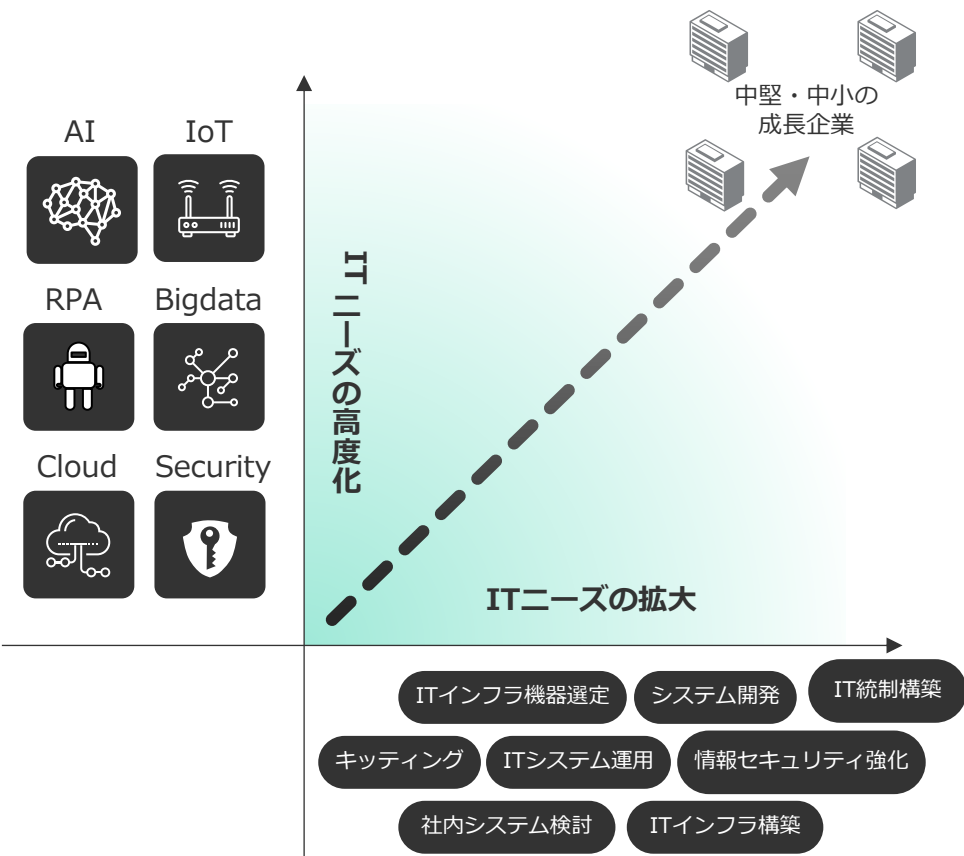 中堅・中小の
成長企業
AI
IoT
RPA
Bigdata
Cloud
Security
ITニーズの高度化
ITニーズの拡大
ITインフラ機器選定
システム開発
IT統制構築
キッティング
ITシステム運用
情報セキュリティ強化
社内システム検討
ITインフラ構築